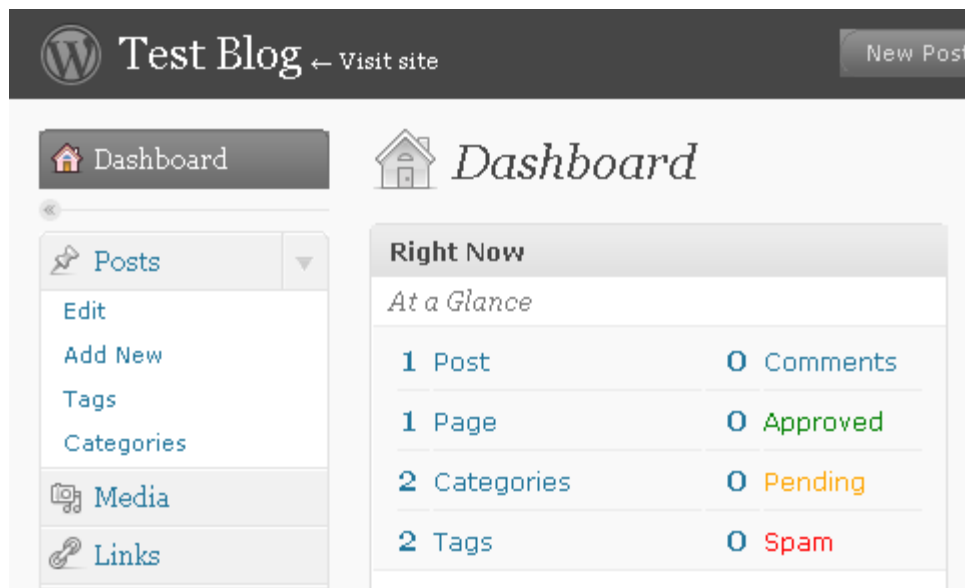 Test Blog ← Visit site
New Post
Dashboard
Posts
Edit
Add New
Tags
Categories
Media
Links
Dashboard
Right Now
At a Glance
1 Post 0 Comments
1 Page 0 Approved
2 Categories 0 Pending
2 Tags 0 Spam